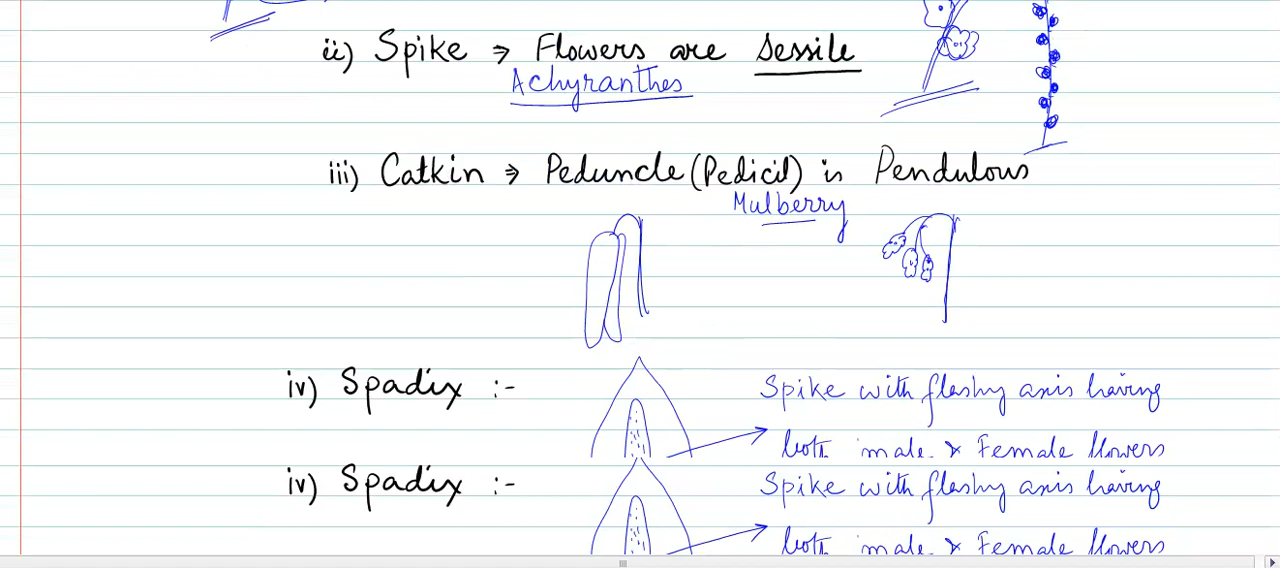 ii) Spike ⇒ Flowers are Sessile
Achyranthes
iii) Catkin ⇒ Peduncle (Pedicil) is Pendulous
Mulberry
iv) Spadix :- Spike with fleshy axis having
both male & Female flowers
iv) Spadix :- Spike with fleshy axis having
both male & Female flowers